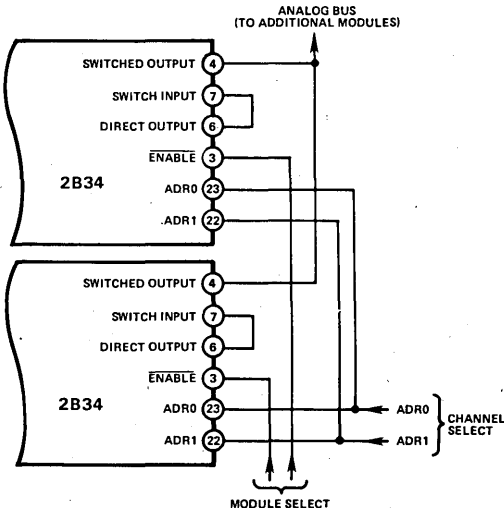 ANALOG BUS
(TO ADDITIONAL MODULES)
SWITCHED OUTPUT 4
SWITCH INPUT 7
DIRECT OUTPUT 6
ENABLE 3
2B34
ADR0 23
ADR1 22
SWITCHED OUTPUT 4
SWITCH INPUT 7
DIRECT OUTPUT 6
ENABLE 3
2B34
ADR0 23
ADR0
ADR1 22
ADR1
CHANNEL
SELECT
MODULE SELECT